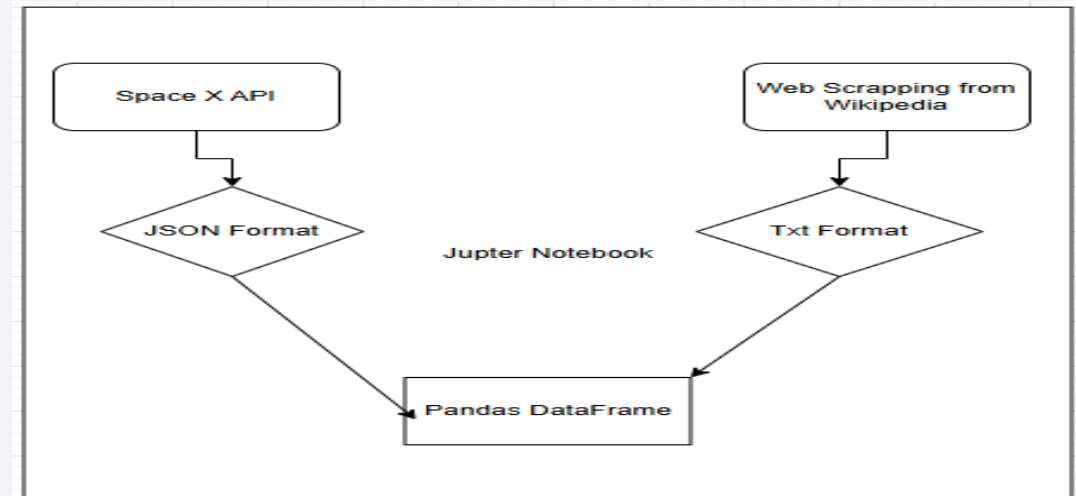 Space X API
Web Scrapping from
Wikipedia
JSON Format
Txt Format
Jupter Notebook
Pandas DataFrame